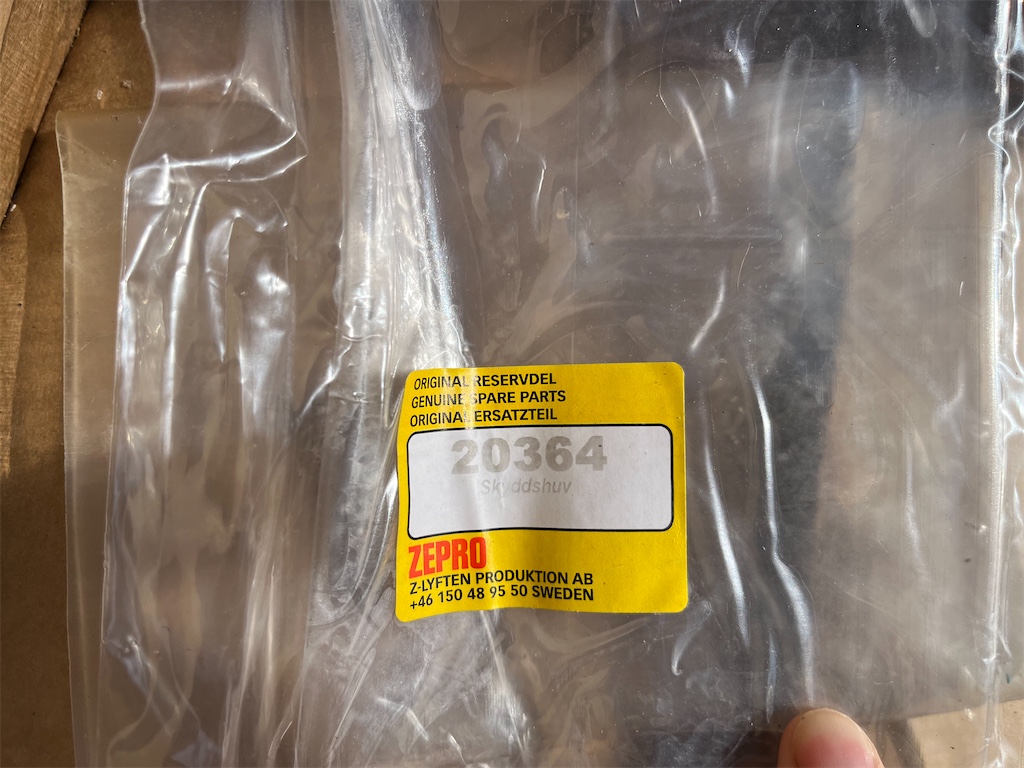 ORIGINAL RESERVDEL
GENUINE SPARE PARTS
ORIGINAL ERSATZTEIL
20364
Skyddshuv
ZEPRO
Z-LYFTEN PRODUKTION AB
+46 150 48 95 50 SWEDEN